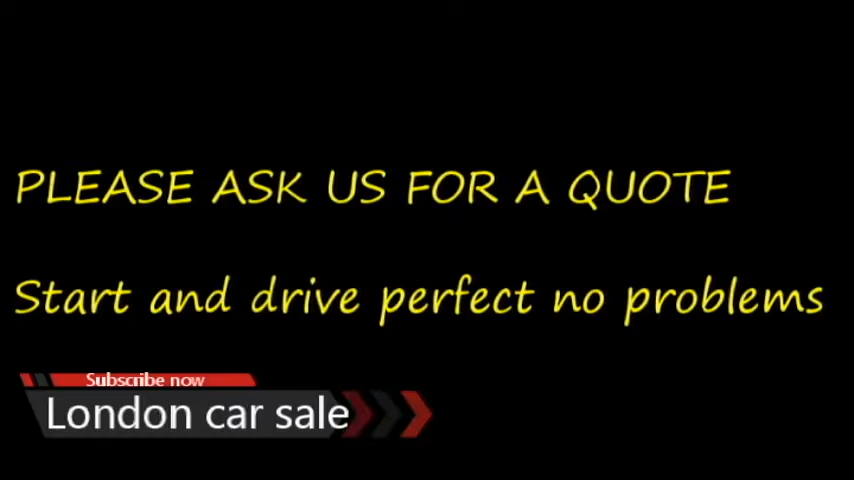 PLEASE ASK US FOR A QUOTE
Start and drive perfect no problems
Subscribe now
London car sale